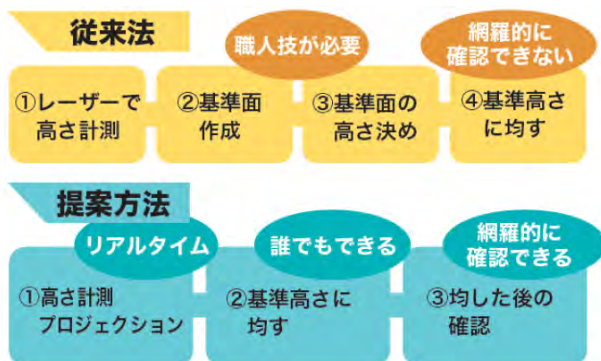 従来法
職人技が必要
網羅的に
確認できない
①レーザーで
高さ計測
②基準面
作成
③基準面の
高さ決め
④基準高さ
に均す
提案方法
リアルタイム
誰でもできる
網羅的に
確認できる
①高さ計測
プロジェクション
②基準高さに
均す
③均した後の
確認